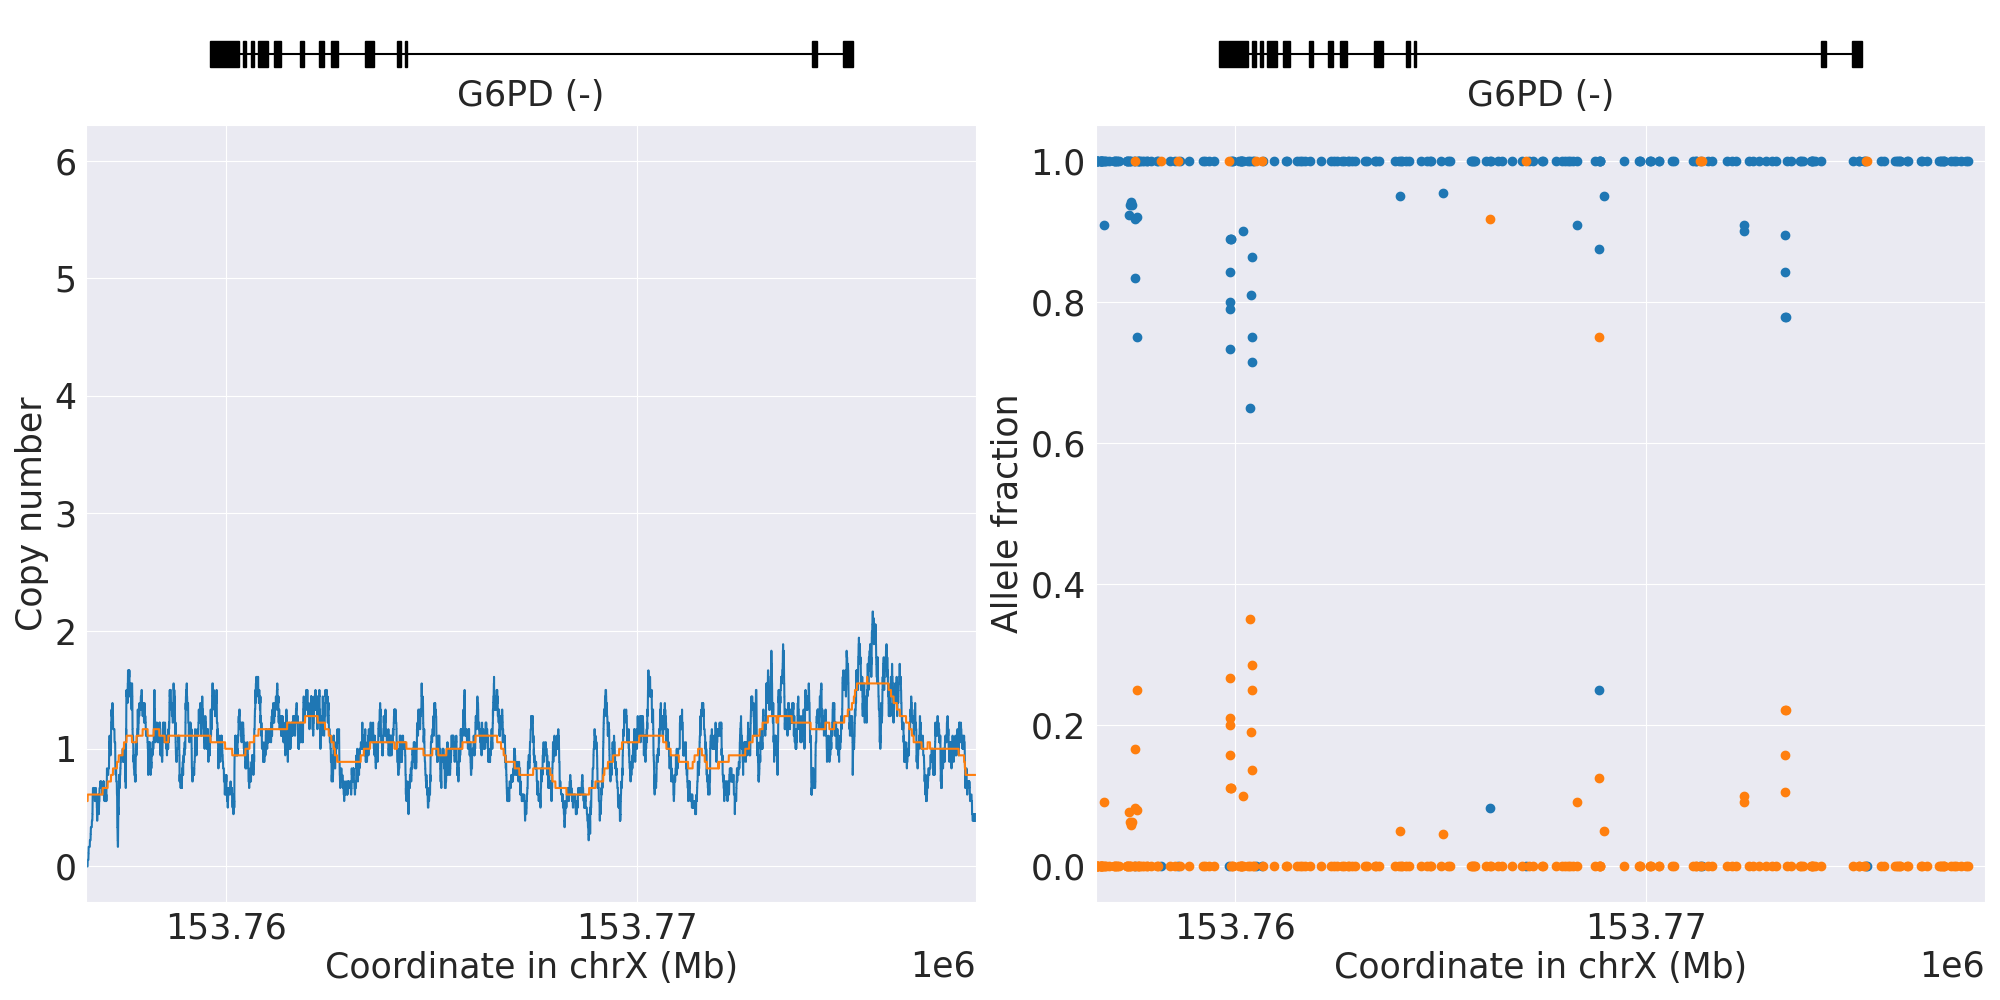 G6PD (-)
6
5
4
3
2
1
0
Copy number
153.76
153.77
Coordinate in chrX (Mb)
1e6
G6PD (-)
1.0
0.8
0.6
0.4
0.2
0.0
Allele fraction
153.76
153.77
Coordinate in chrX (Mb)
1e6